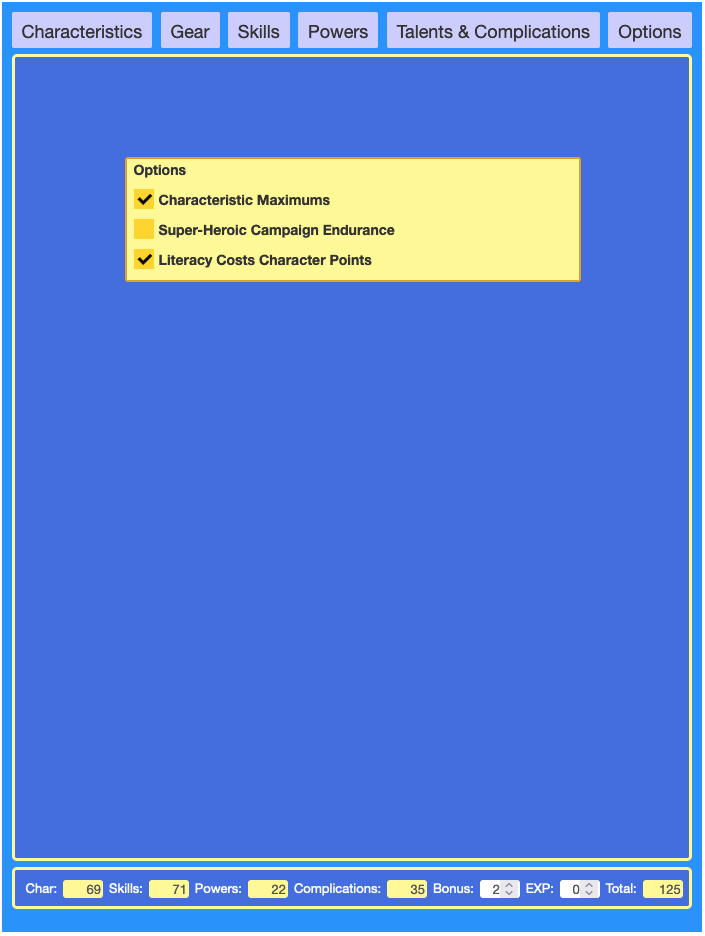 Characteristics Gear Skills Powers Talents & Complications Options
Options
Characteristic Maximums
Super-Heroic Campaign Endurance
Literacy Costs Character Points
Char: 69 Skills: 71 Powers: 22 Complications: 35 Bonus: 2 EXP: 0 Total: 125